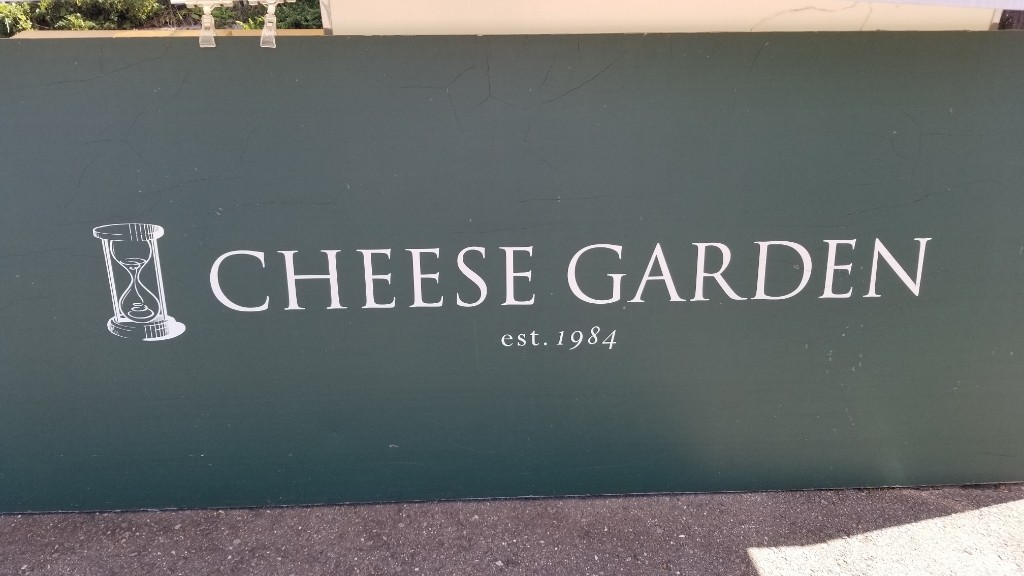 CHEESE GARDEN
est. 1984